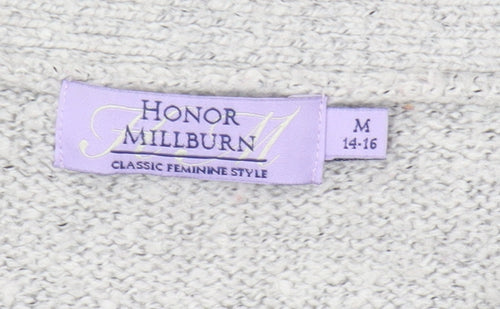 HONOR
MILLBURN
CLASSIC FEMININE STYLE
M
14-16